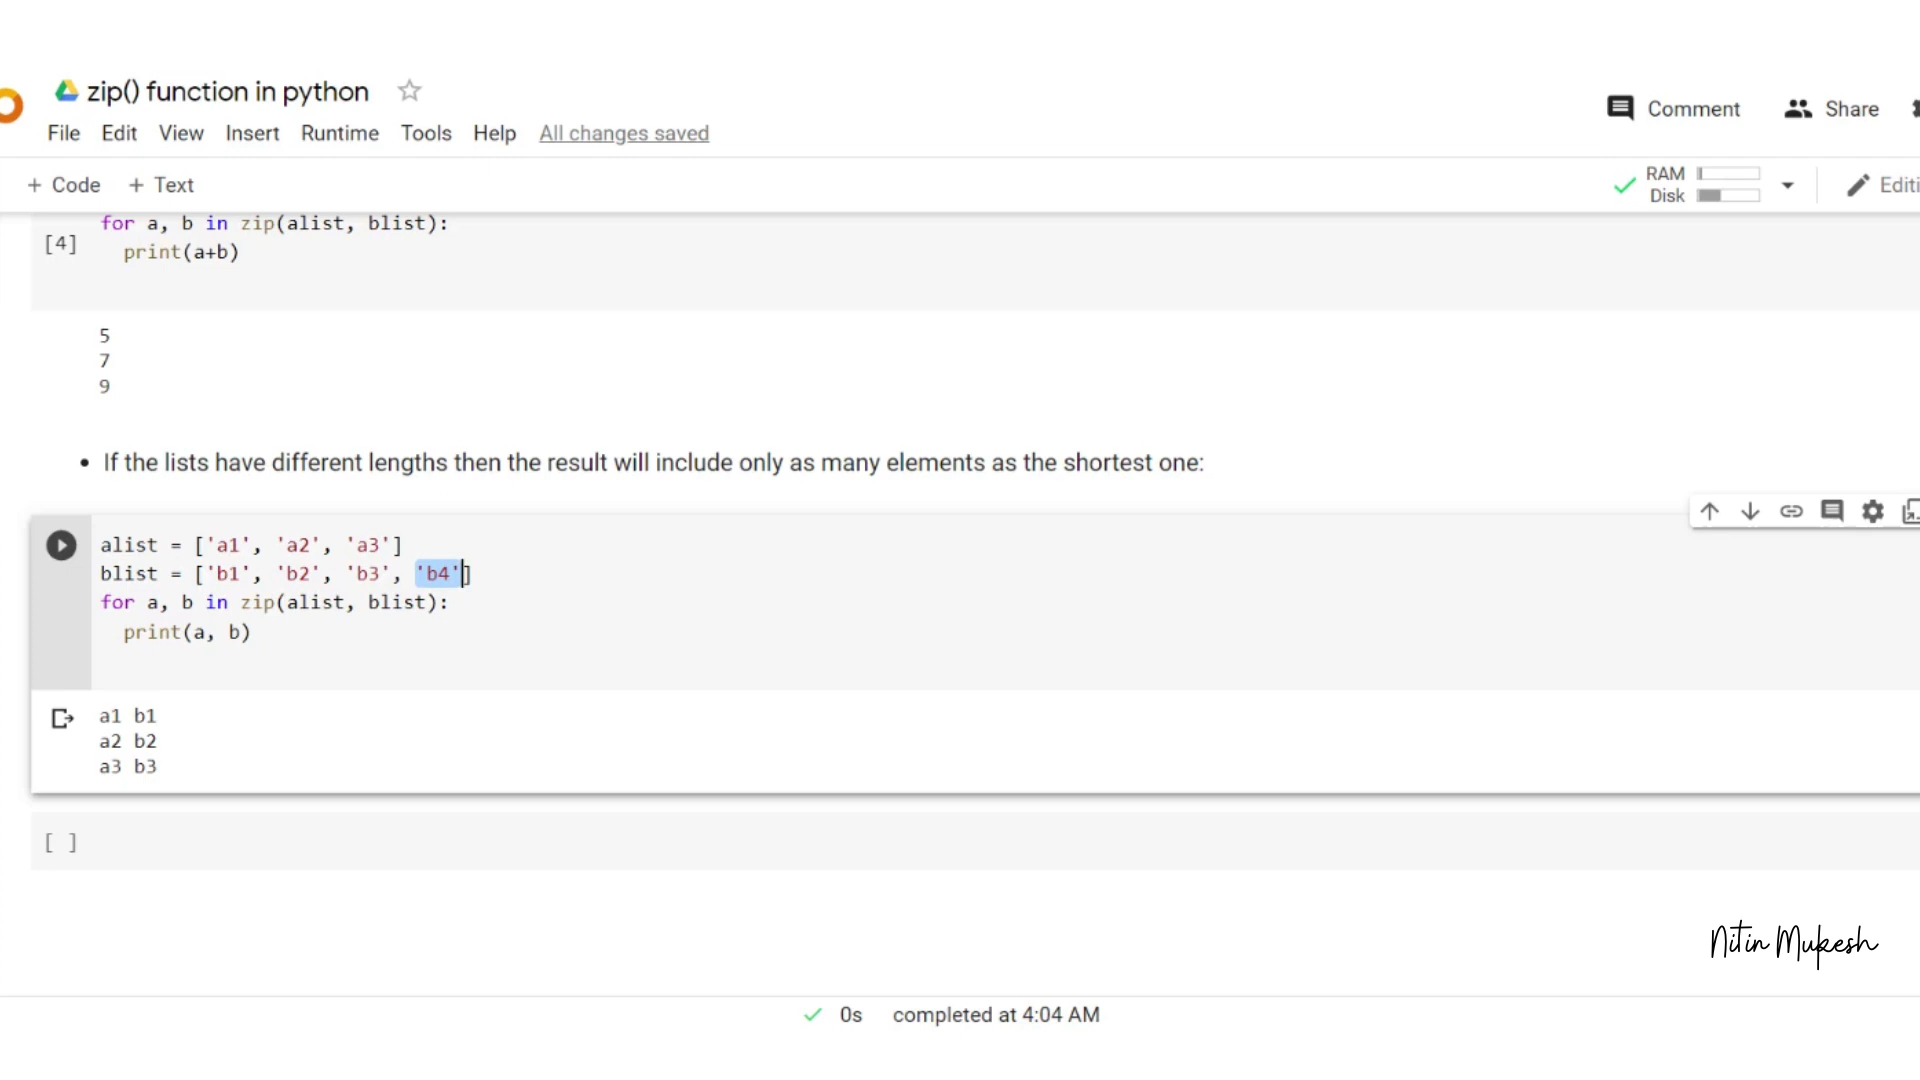 zip() function in python
File Edit View Insert Runtime Tools Help All changes saved
Comment Share
+ Code + Text
RAM
Disk
Editi
for a, b in zip(alist, blist):
[4]
print(a+b)
5
7
9
• If the lists have different lengths then the result will include only as many elements as the shortest one:
alist = ['a1', 'a2', 'a3']
blist = ['b1', 'b2', 'b3', 'b4']
for a, b in zip(alist, blist):
print(a, b)
a1 b1
a2 b2
a3 b3
[ ]
Nitin Mukesh
0s completed at 4:04 AM